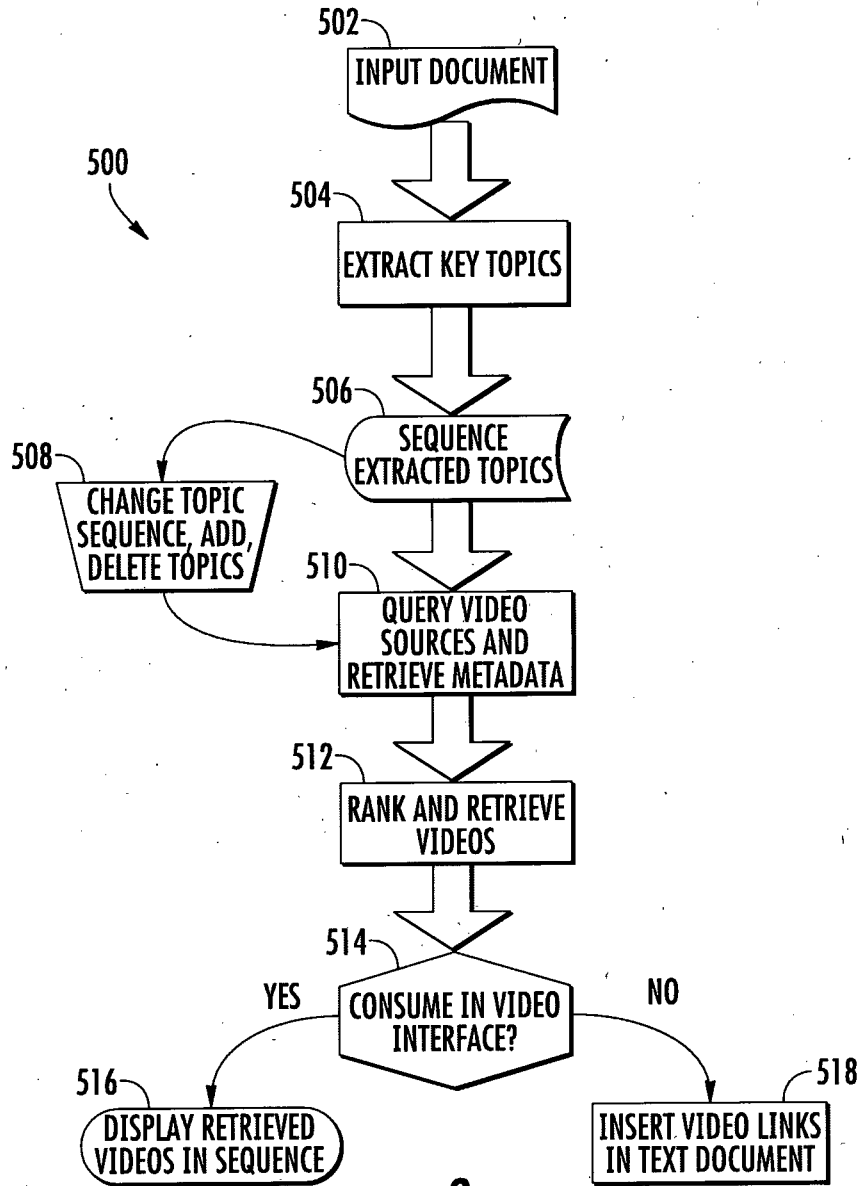 502
INPUT DOCUMENT
500
504
EXTRACT KEY TOPICS
506
SEQUENCE
EXTRACTED TOPICS
508
CHANGE TOPIC
SEQUENCE, ADD,
DELETE TOPICS
510
QUERY VIDEO
SOURCES AND
RETRIEVE METADATA
512
RANK AND RETRIEVE
VIDEOS
514
CONSUME IN VIDEO
INTERFACE?
YES
NO
516
DISPLAY RETRIEVED
VIDEOS IN SEQUENCE
518
INSERT VIDEO LINKS
IN TEXT DOCUMENT